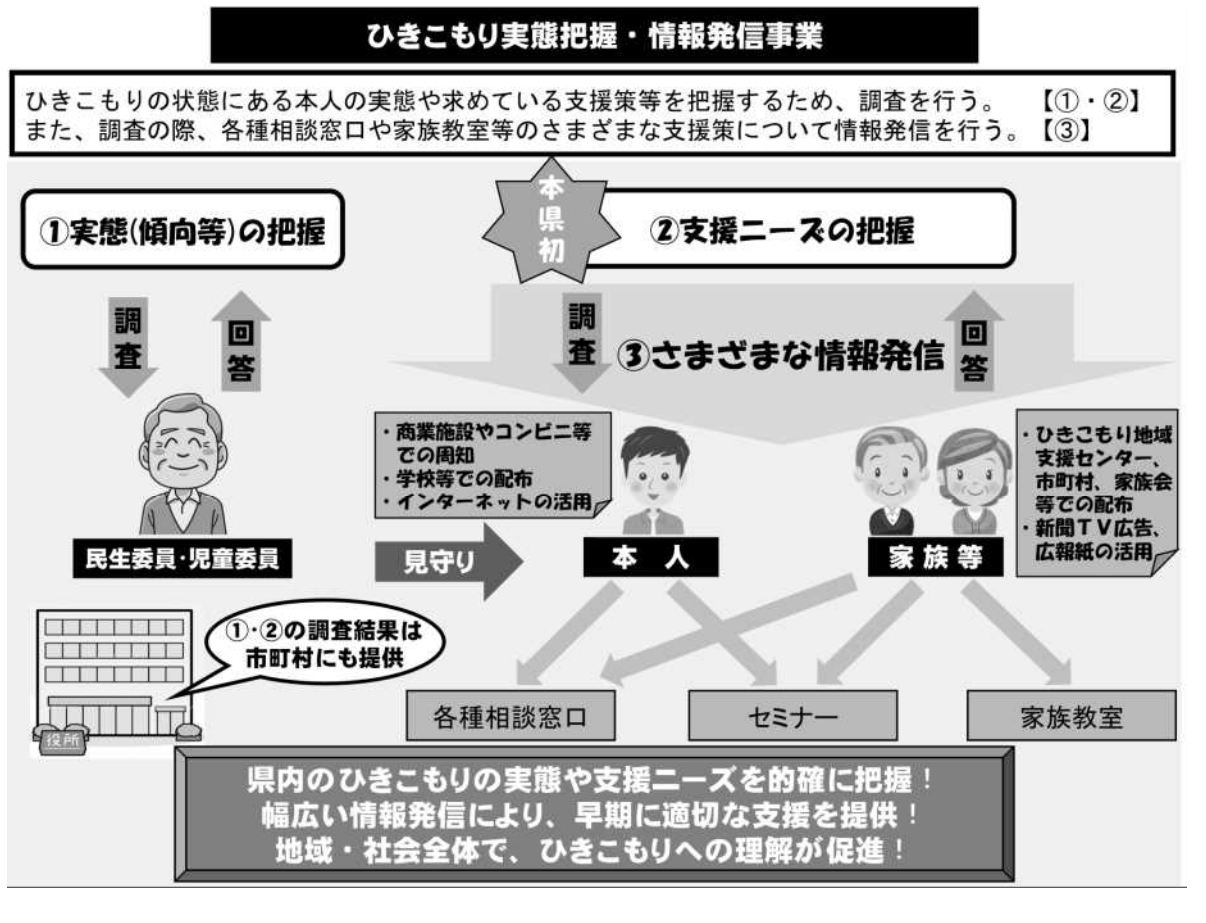 ひきこもり実態把握・情報発信事業
ひきこもりの状態にある本人の実態や求めている支援策等を把握するため、調査を行う。 【①・②】
また、調査の際、各種相談窓口や家族教室等のさまざまな支援策について情報発信を行う。【③】
①実態(傾向等)の把握
本県初
②支援ニーズの把握
調査
回答
調査
③さまざまな情報発信
回答
・商業施設やコンビニ等
での周知
・学校等での配布
・インターネットの活用
・ひきこもり地域
支援センター、
市町村、家族会
等での配布
・新聞TV広告、
広報紙の活用
民生委員・児童委員
見守り
本 人
家 族 等
①・②の調査結果は
市町村にも提供
役所
各種相談窓口
セミナー
家族教室
県内のひきこもりの実態や支援ニーズを的確に把握!
幅広い情報発信により、早期に適切な支援を提供!
地域・社会全体で、ひきこもりへの理解が促進!